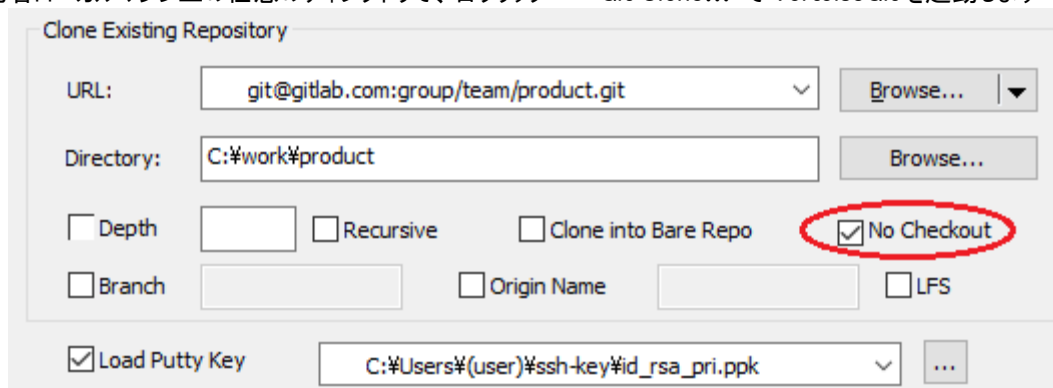 Clone Existing Repository
URL: git@gitlab.com:group/team/product.git Browse...
Directory: C:¥work¥product Browse...
Depth Recursive Clone into Bare Repo No Checkout
Branch Origin Name LFS
Load Putty Key C:¥Users¥(user)¥ssh-key¥id_rsa_pri.ppk ...